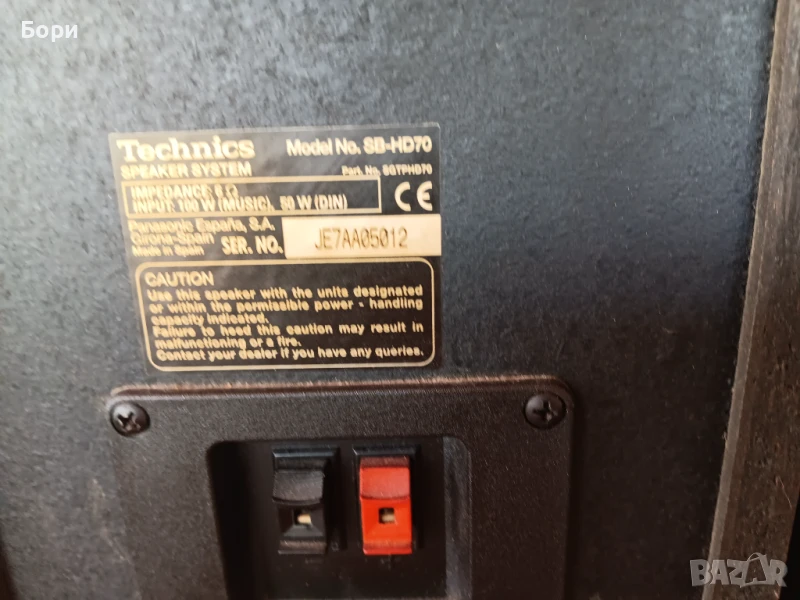 Бори
Technics Model No. SB-HD70
SPEAKER SYSTEM Part. No. SGTPHD70
IMPEDANCE: 6 Ω
INPUT: 100 W (MUSIC), 50 W (DIN) CE
Panasonic España, S.A.
Girona-Spain
Made in Spain SER. NO. JE7AA05012
CAUTION
Use this speaker with the units designated
or within the permissible power - handling
capacity indicated.
Failure to heed this caution may result in
malfunctioning or a fire.
Contact your dealer if you have any queries.
BAZAR